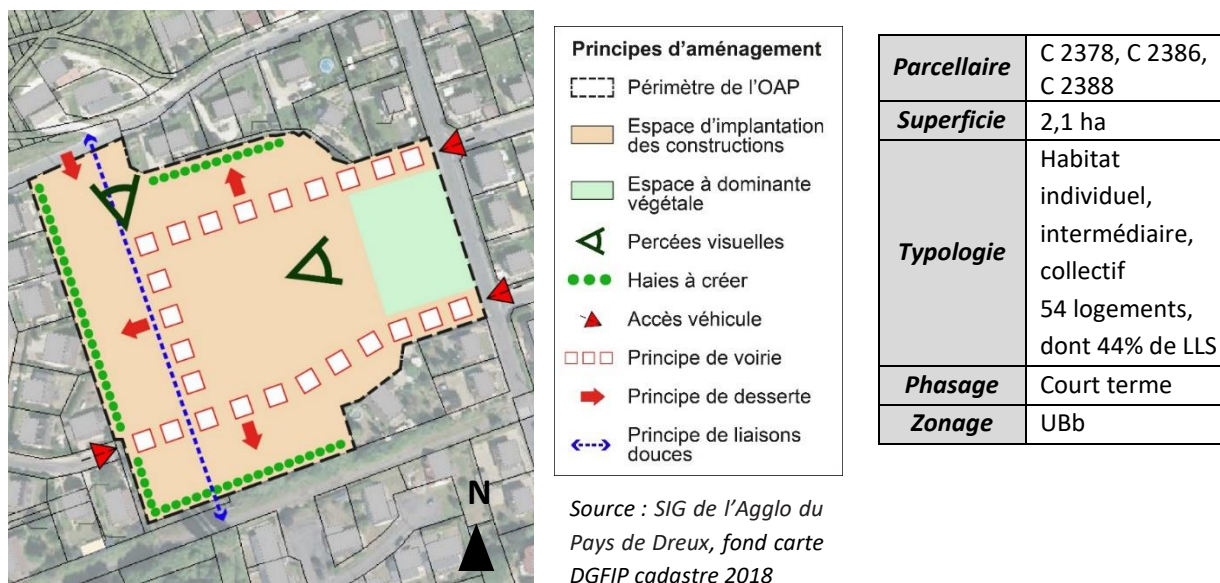 N
Principes d'aménagement
Périmètre de l'OAP
Espace d'implantation
des constructions
Espace à dominante
végétale
Percées visuelles
Haies à créer
Accès véhicule
Principe de voirie
Principe de desserte
Principe de liaisons
douces
Source : SIG de l'Agglo du
Pays de Dreux, fond carte
DGFIP cadastre 2018
Parcellaire
C 2378, C 2386,
C 2388
Superficie
2,1 ha
Typologie
Habitat
individuel,
intermédiaire,
collectif
54 logements,
dont 44% de LLS
Phasage
Court terme
Zonage
UBb